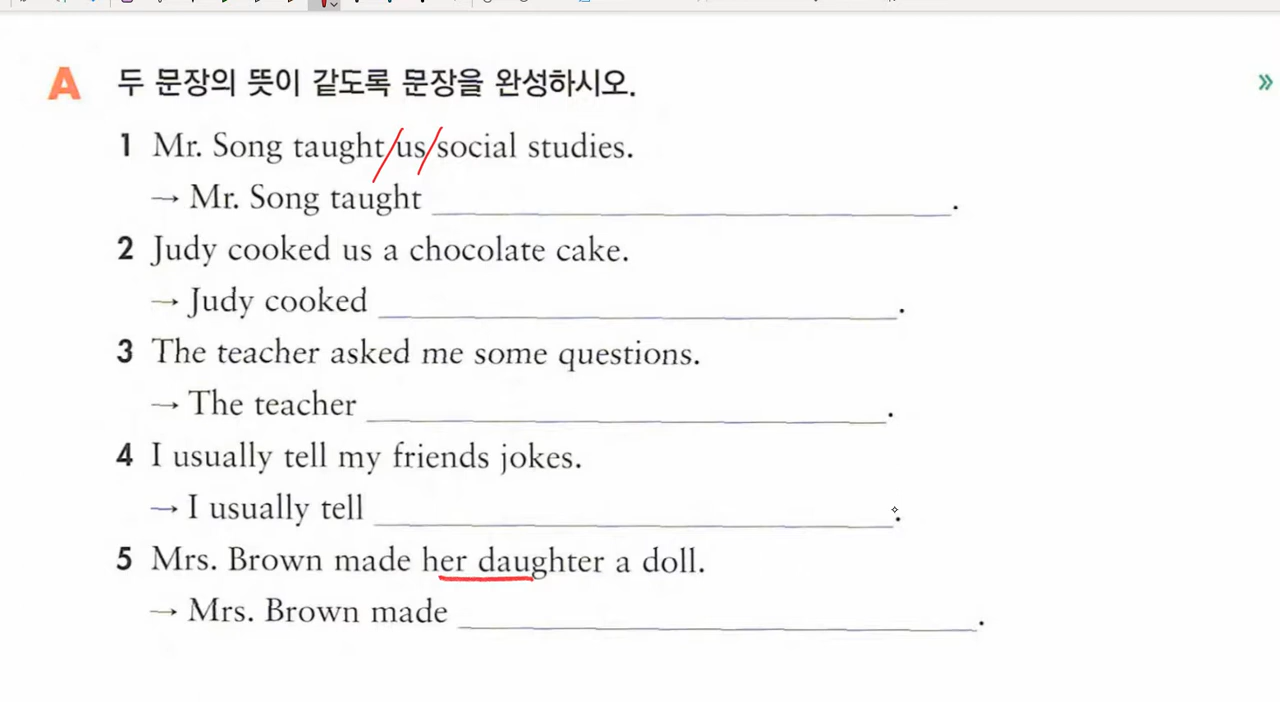 A 두 문장의 뜻이 같도록 문장을 완성하시오.
1 Mr. Song taught/us/social studies.
→ Mr. Song taught .
2 Judy cooked us a chocolate cake.
→ Judy cooked .
3 The teacher asked me some questions.
→ The teacher .
4 I usually tell my friends jokes.
→ I usually tell .
5 Mrs. Brown made her daughter a doll.
→ Mrs. Brown made .